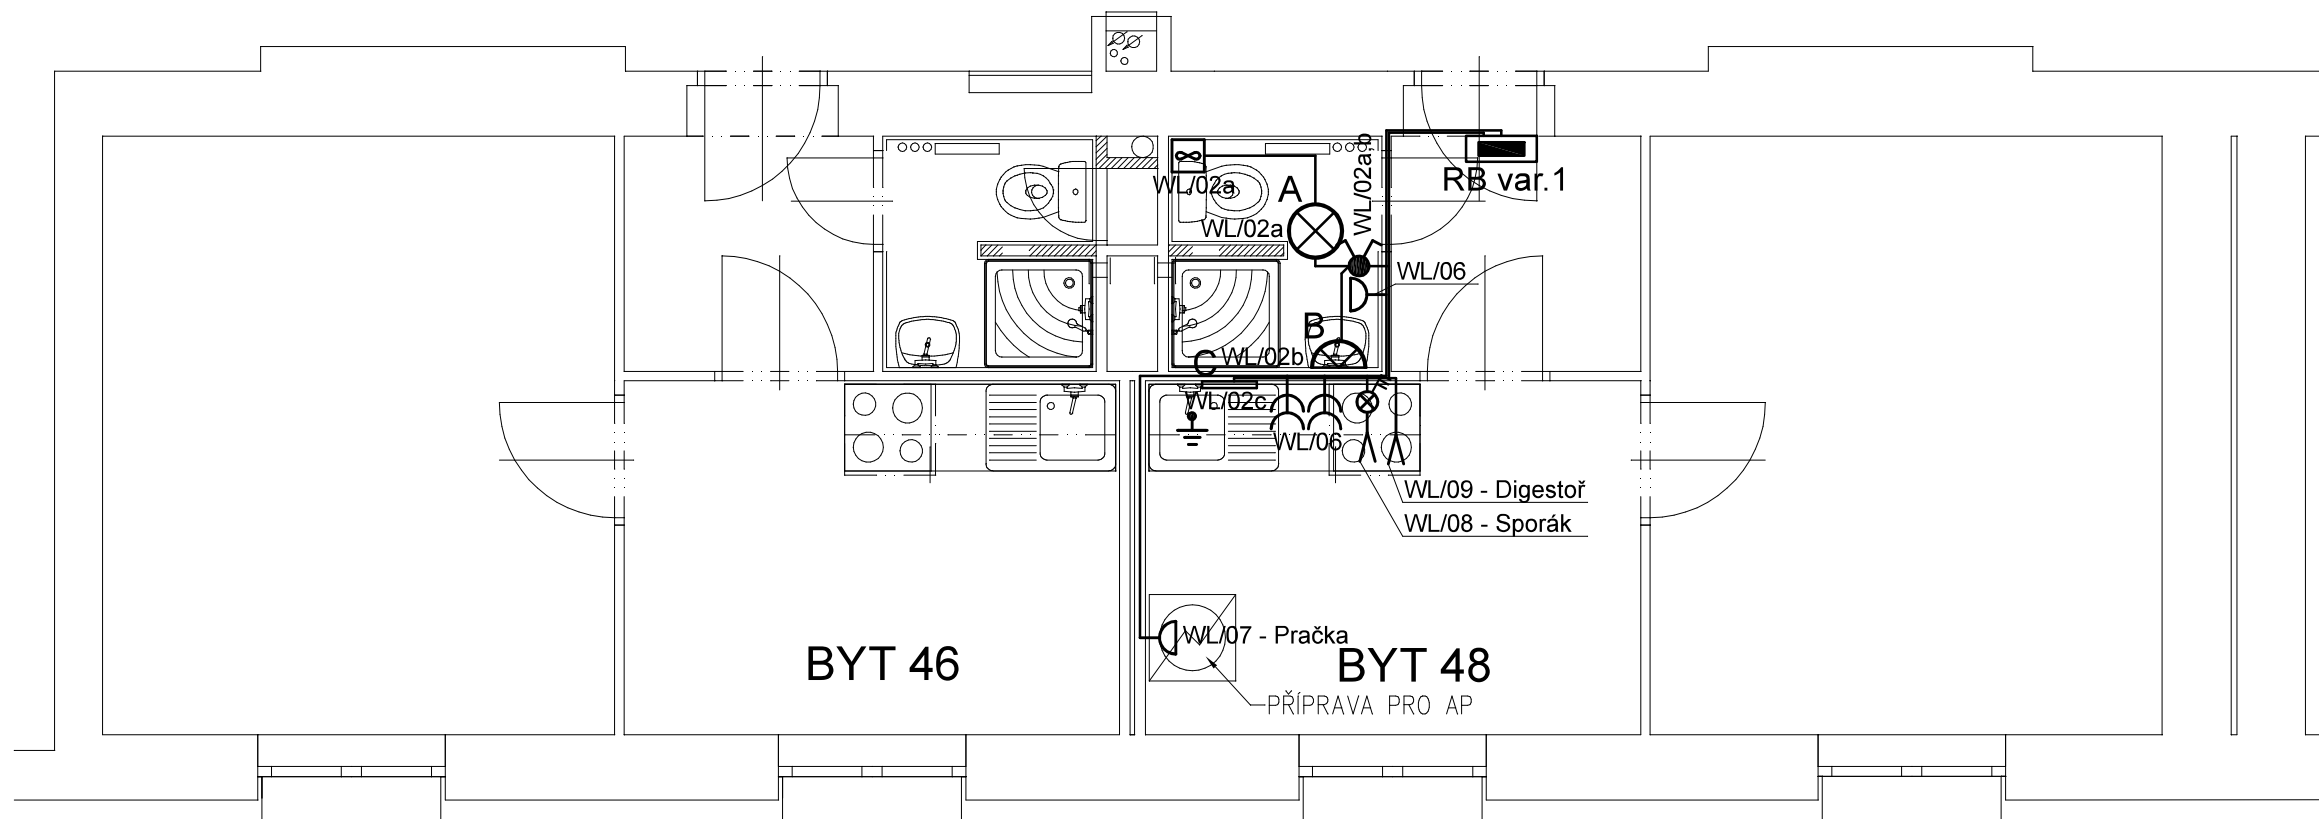 WL/02a,b
RB var.1
WL/02a
A
WL/02a
WL/06
B
C
WL/02b
WL/02c
WL/06
WL/09 - Digestoř
WL/08 - Sporák
WL/07 - Pračka
BYT 46
BYT 48
PŘÍPRAVA PRO AP